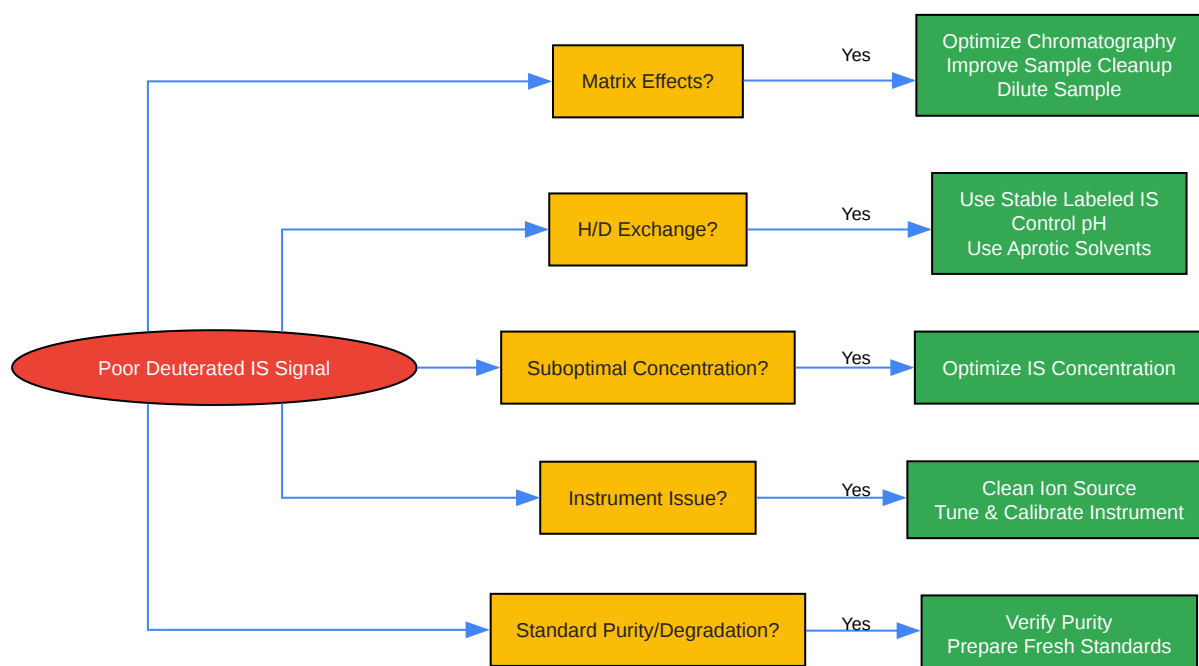 Matrix Effects?
Yes
Optimize Chromatography
Improve Sample Cleanup
Dilute Sample
H/D Exchange?
Yes
Use Stable Labeled IS
Control pH
Use Aprotic Solvents
Poor Deuterated IS Signal
Suboptimal Concentration?
Yes
Optimize IS Concentration
Instrument Issue?
Yes
Clean Ion Source
Tune & Calibrate Instrument
Standard Purity/Degradation?
Yes
Verify Purity
Prepare Fresh Standards